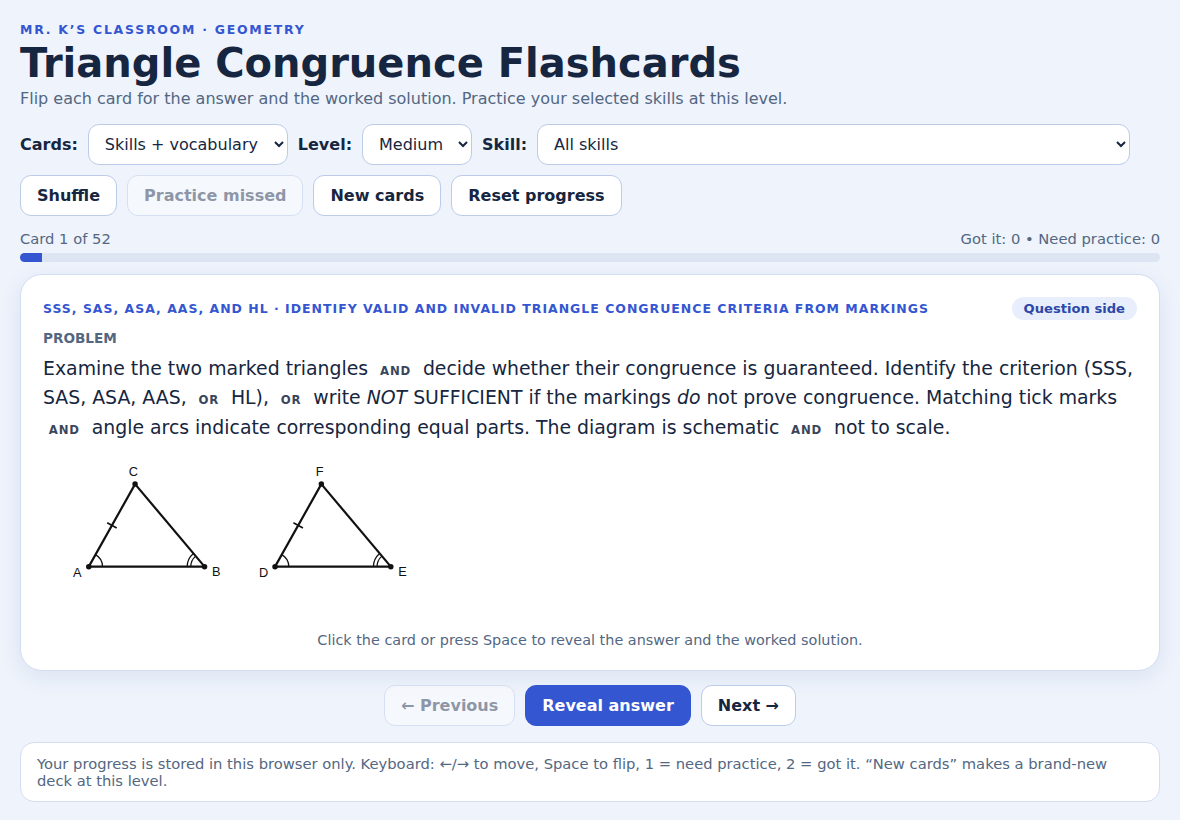 MR. K'S CLASSROOM · GEOMETRY
Triangle Congruence Flashcards
Flip each card for the answer and the worked solution. Practice your selected skills at this level.
Cards: Skills + vocabulary Level: Medium Skill: All skills
Shuffle Practice missed New cards Reset progress
Card 1 of 52 Got it: 0 • Need practice: 0
SSS, SAS, ASA, AAS, AND HL · IDENTIFY VALID AND INVALID TRIANGLE CONGRUENCE CRITERIA FROM MARKINGS Question side
PROBLEM
Examine the two marked triangles AND decide whether their congruence is guaranteed. Identify the criterion (SSS,
SAS, ASA, AAS, OR HL), OR write NOT SUFFICIENT if the markings do not prove congruence. Matching tick marks
AND angle arcs indicate corresponding equal parts. The diagram is schematic AND not to scale.
C F
A B D E
Click the card or press Space to reveal the answer and the worked solution.
← Previous Reveal answer Next →
Your progress is stored in this browser only. Keyboard: ←/→ to move, Space to flip, 1 = need practice, 2 = got it. “New cards” makes a brand-new
deck at this level.